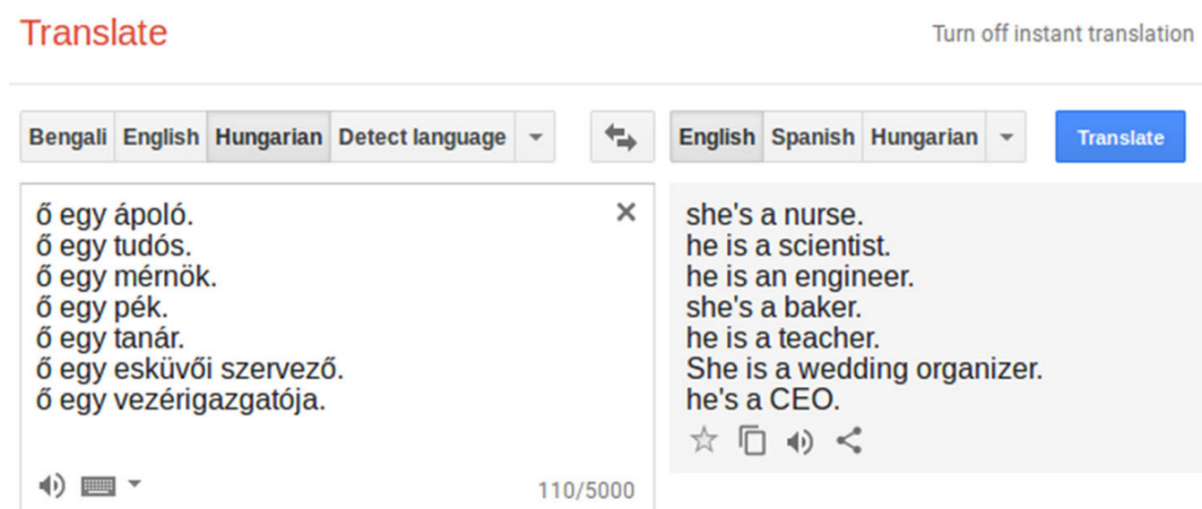 Translate
Turn off instant translation
Bengali English Hungarian Detect language
English Spanish Hungarian
Translate
ő egy ápoló.
ő egy tudós.
ő egy mérnök.
ő egy pék.
ő egy tanár.
ő egy esküvői szervező.
ő egy vezérigazgatója.
110/5000
she's a nurse.
he is a scientist.
he is an engineer.
she's a baker.
he is a teacher.
She is a wedding organizer.
he's a CEO.